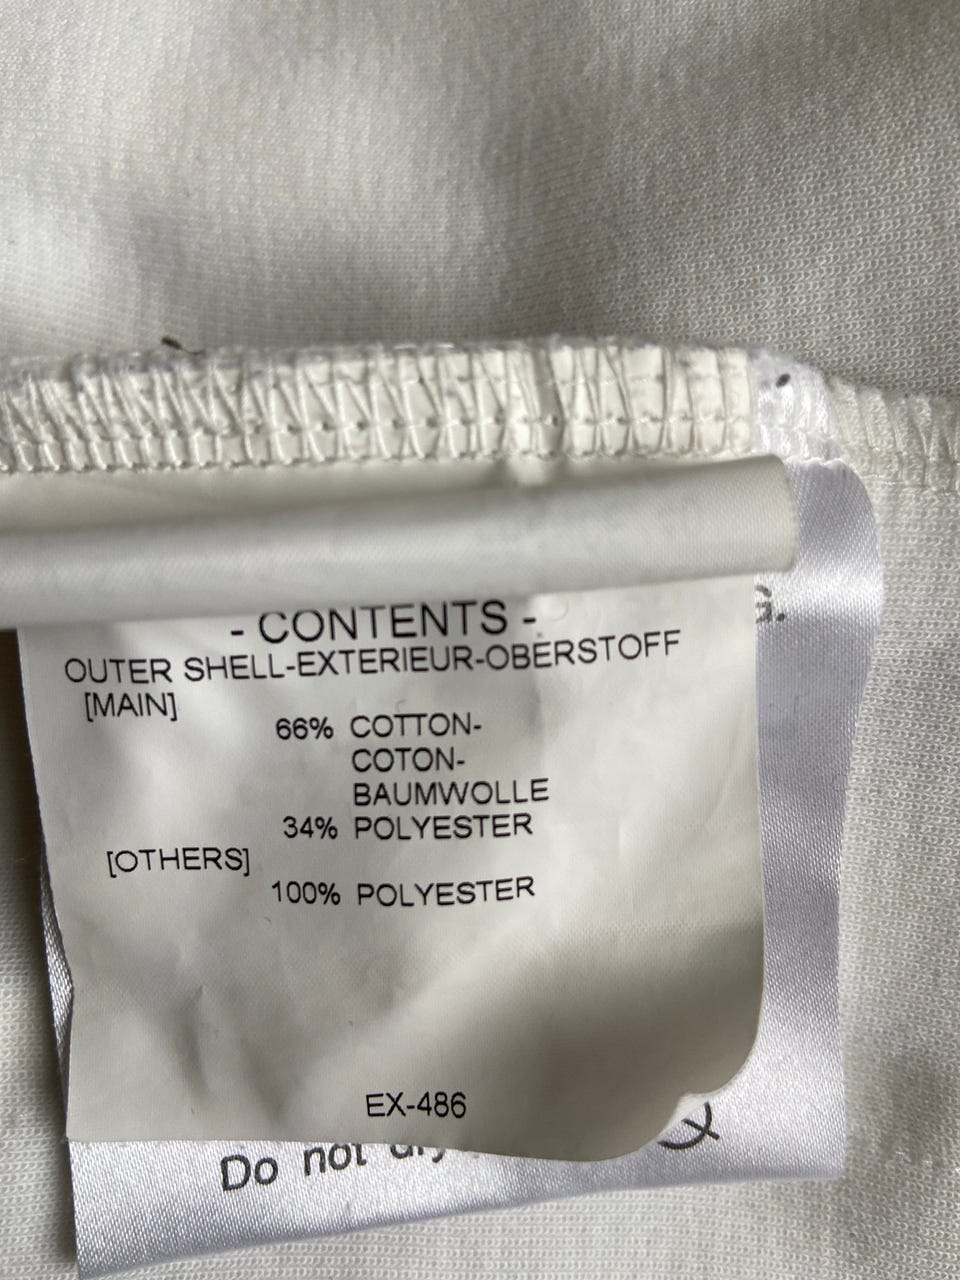 - CONTENTS -
OUTER SHELL-EXTERIEUR-OBERSTOFF
[MAIN]
66% COTTON-
COTON-
BAUMWOLLE
34% POLYESTER
[OTHERS]
100% POLYESTER
EX-486
G.
Do not dry